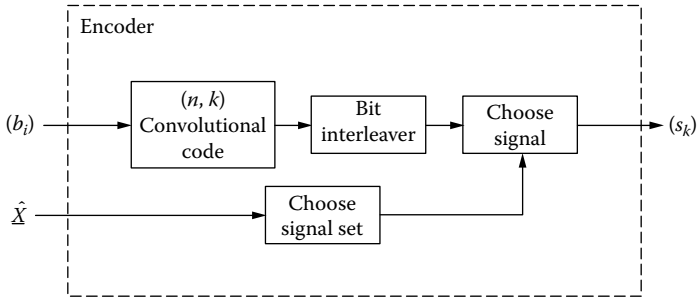 Encoder
(n, k)
Convolutional
code
Bit
interleaver
Choose
signal
(b_i)
(s_k)
X̂
Choose
signal set